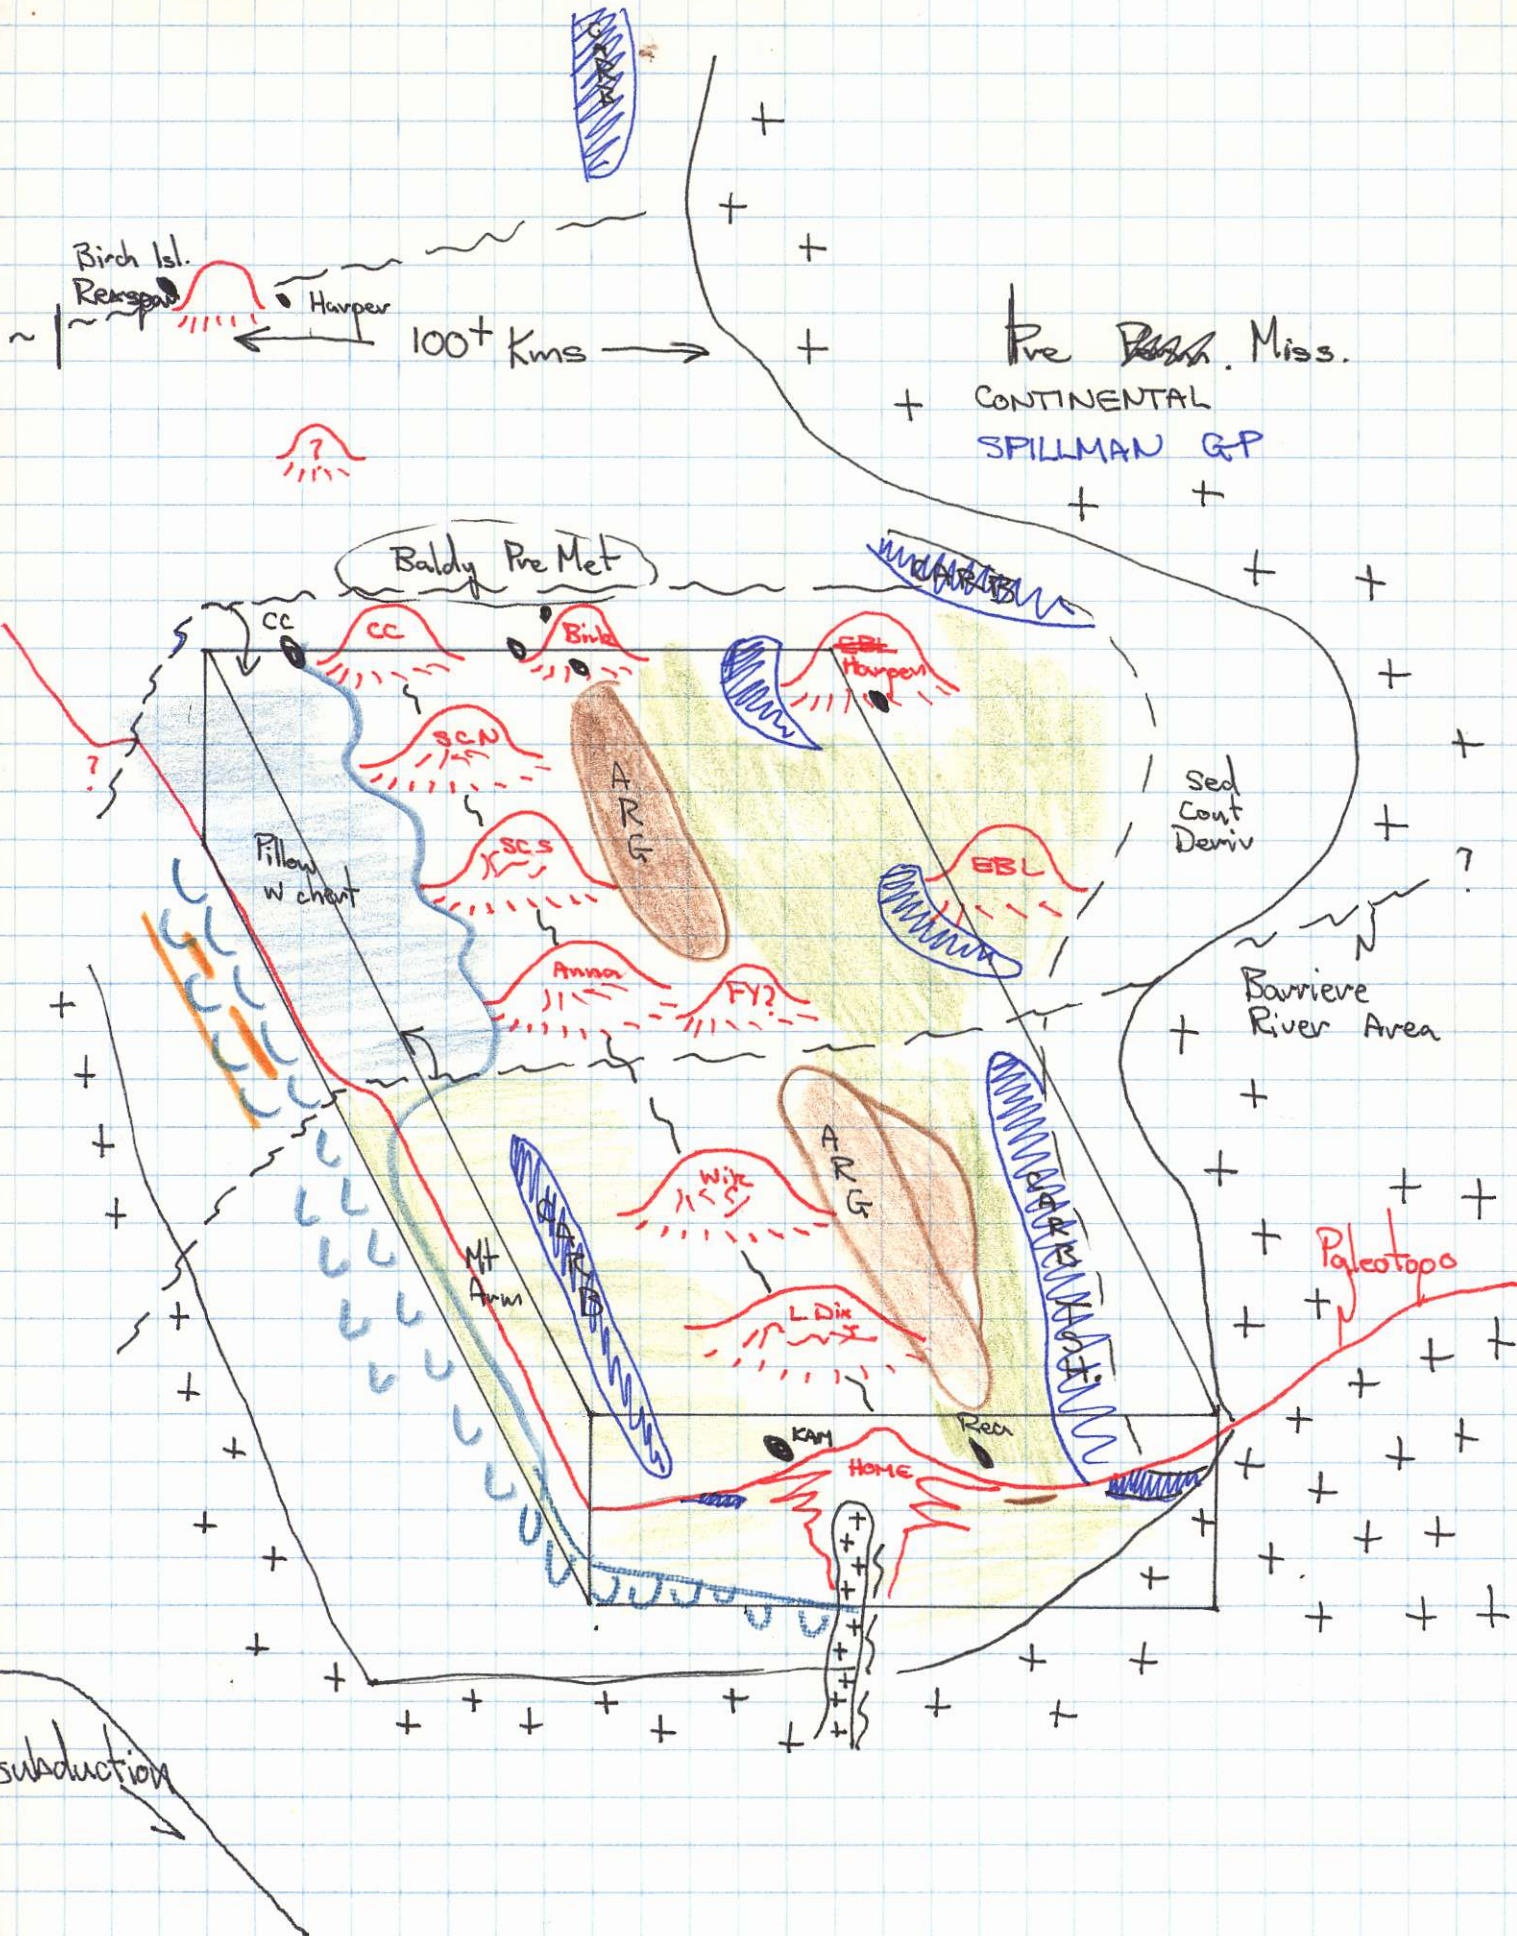 CARB
Birch Isl.
Rexspar
Harper
100+ Kms
Pre Miss.
CONTINENTAL
SPILLMAN GP
?
Baldy Pre Met
CARB
CC
CC
Birk
EBL
Harper
SCN
?
ARG
Sed
Cont
Deriv
Pillow
w chert
SCS
EBL
?
Anna
FY?
Barriere
River Area
ARG
Wik
CARB
CARB
Mt
Arm
Paleotopo
L. Dix
KAM
Rea
HOME
subduction